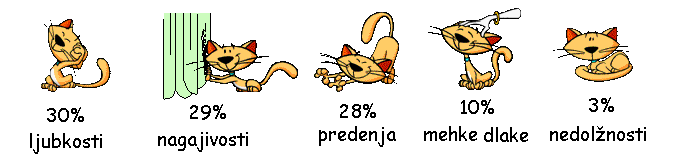 30%
ljubkosti
29%
nagajivosti
28%
predenja
10%
mehke dlake
3%
nedolžnosti